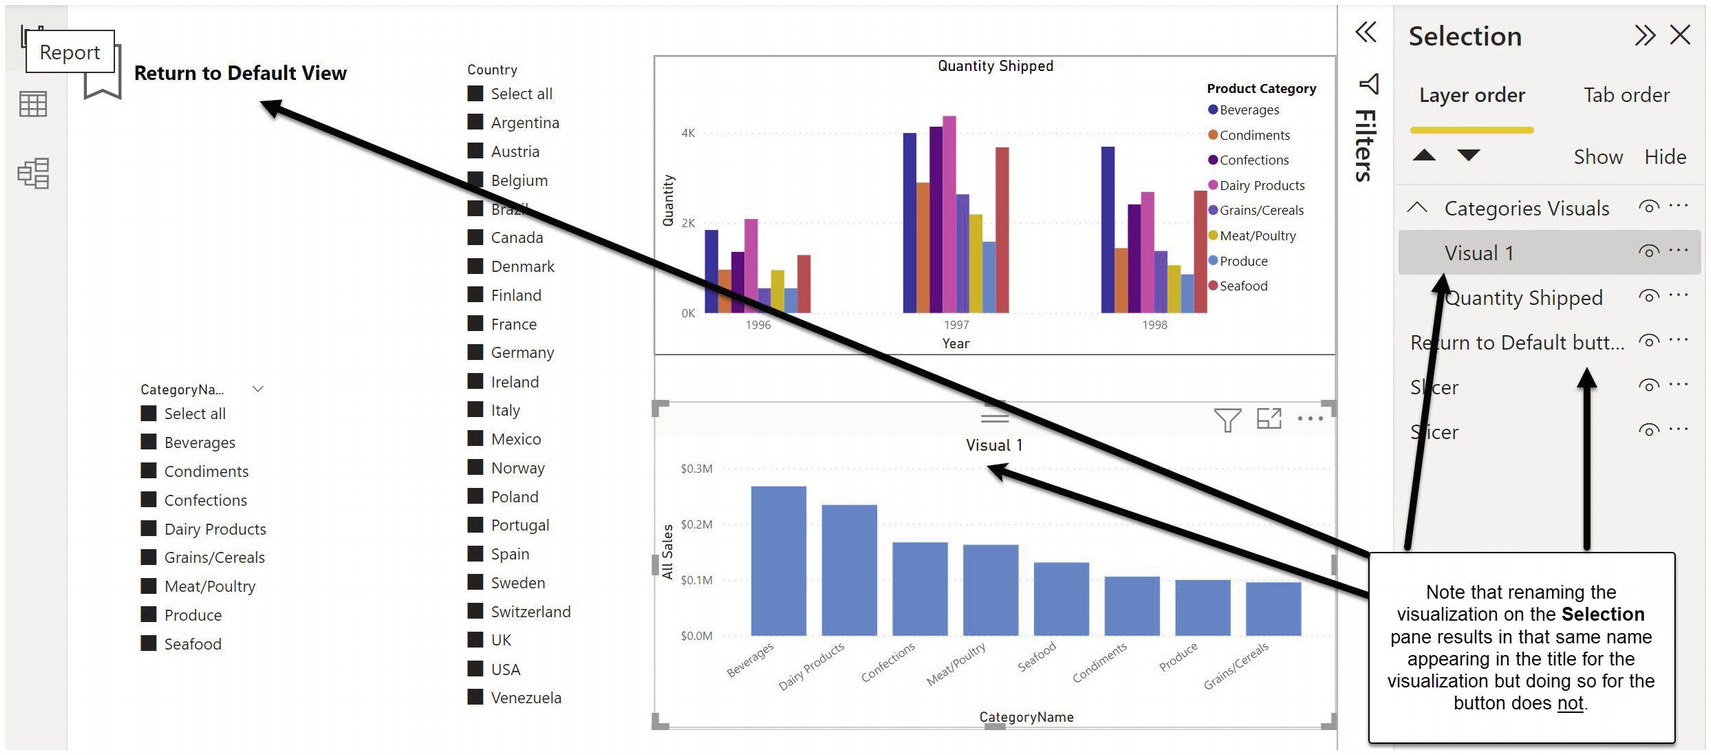 Report
Return to Default View
CategoryNa...
Select all
Beverages
Condiments
Confections
Dairy Products
Grains/Cereals
Meat/Poultry
Produce
Seafood
Country
Select all
Argentina
Austria
Belgium
Brazil
Canada
Denmark
Finland
France
Germany
Ireland
Italy
Mexico
Norway
Poland
Portugal
Spain
Sweden
Switzerland
UK
USA
Venezuela
Quantity Shipped
Quantity
4K
2K
0K
1996
1997
1998
Year
Product Category
Beverages
Condiments
Confections
Dairy Products
Grains/Cereals
Meat/Poultry
Produce
Seafood
Visual 1
All Sales
$0.3M
$0.2M
$0.1M
$0.0M
Beverages
Dairy Products
Confections
Meat/Poultry
Seafood
Condiments
Produce
Grains/Cereals
CategoryName
Filters
Selection
Layer order
Tab order
Show
Hide
Categories Visuals
Visual 1
Quantity Shipped
Return to Default butt...
Slicer
Slicer
Note that renaming the
visualization on the Selection
pane results in that same name
appearing in the title for the
visualization but doing so for the
button does not.